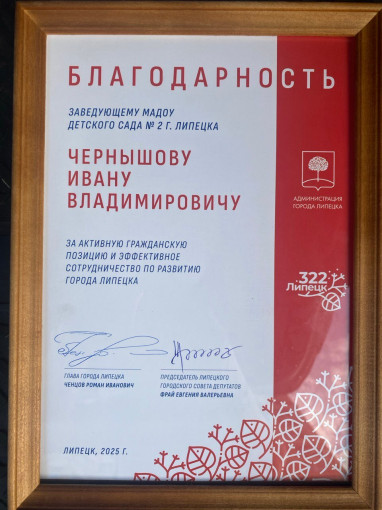 БЛАГОДАРНОСТЬ
ЗАВЕДУЮЩЕМУ МАДОУ
ДЕТСКОГО САДА № 2 Г. ЛИПЕЦКА
ЧЕРНЫШОВУ
ИВАНУ
ВЛАДИМИРОВИЧУ
АДМИНИСТРАЦИЯ
ГОРОДА ЛИПЕЦКА
ЗА АКТИВНУЮ ГРАЖДАНСКУЮ
ПОЗИЦИЮ И ЭФФЕКТИВНОЕ
СОТРУДНИЧЕСТВО ПО РАЗВИТИЮ
ГОРОДА ЛИПЕЦКА
322
Липецк
ГЛАВА ГОРОДА ЛИПЕЦКА
ЧЕНЦОВ РОМАН ИВАНОВИЧ
ПРЕДСЕДАТЕЛЬ ЛИПЕЦКОГО
ГОРОДСКОГО СОВЕТА ДЕПУТАТОВ
ФРАЙ ЕВГЕНИЯ ВАЛЕРЬЕВНА
ЛИПЕЦК, 2025 Г.